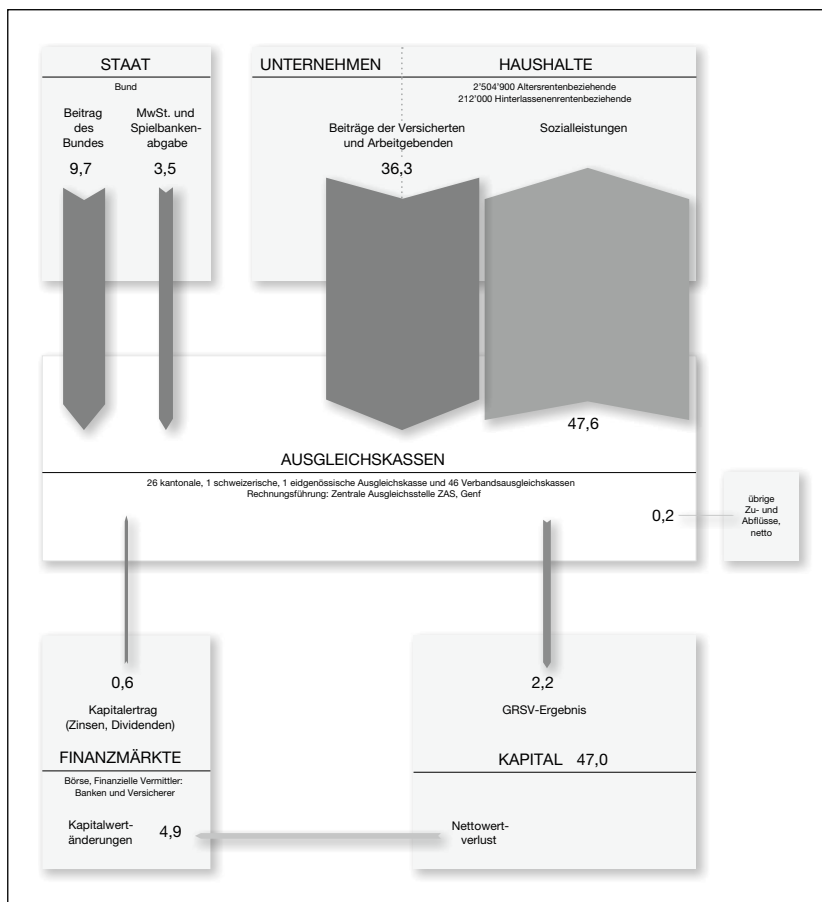 STAAT
Bund
Beitrag
des
Bundes
9,7
MwSt. und
Spielbanken-
abgabe
3,5
UNTERNEHMEN
HAUSHALTE
2'504'900 Altersrentenbeziehende
212'000 Hinterlassenenrentenbeziehende
Beiträge der Versicherten
und Arbeitgebenden
36,3
Sozialleistungen
47,6
AUSGLEICHSKASSEN
26 kantonale, 1 schweizerische, 1 eidgenössische Ausgleichskasse und 46 Verbandsausgleichskassen
Rechnungsführung: Zentrale Ausgleichsstelle ZAS, Genf
0,2
übrige
Zu- und
Abflüsse,
netto
0,6
Kapitalertrag
(Zinsen, Dividenden)
FINANZMÄRKTE
Börse, Finanzielle Vermittler:
Banken und Versicherer
Kapitalwert-
änderungen
4,9
2,2
GRSV-Ergebnis
KAPITAL 47,0
Nettowert-
verlust